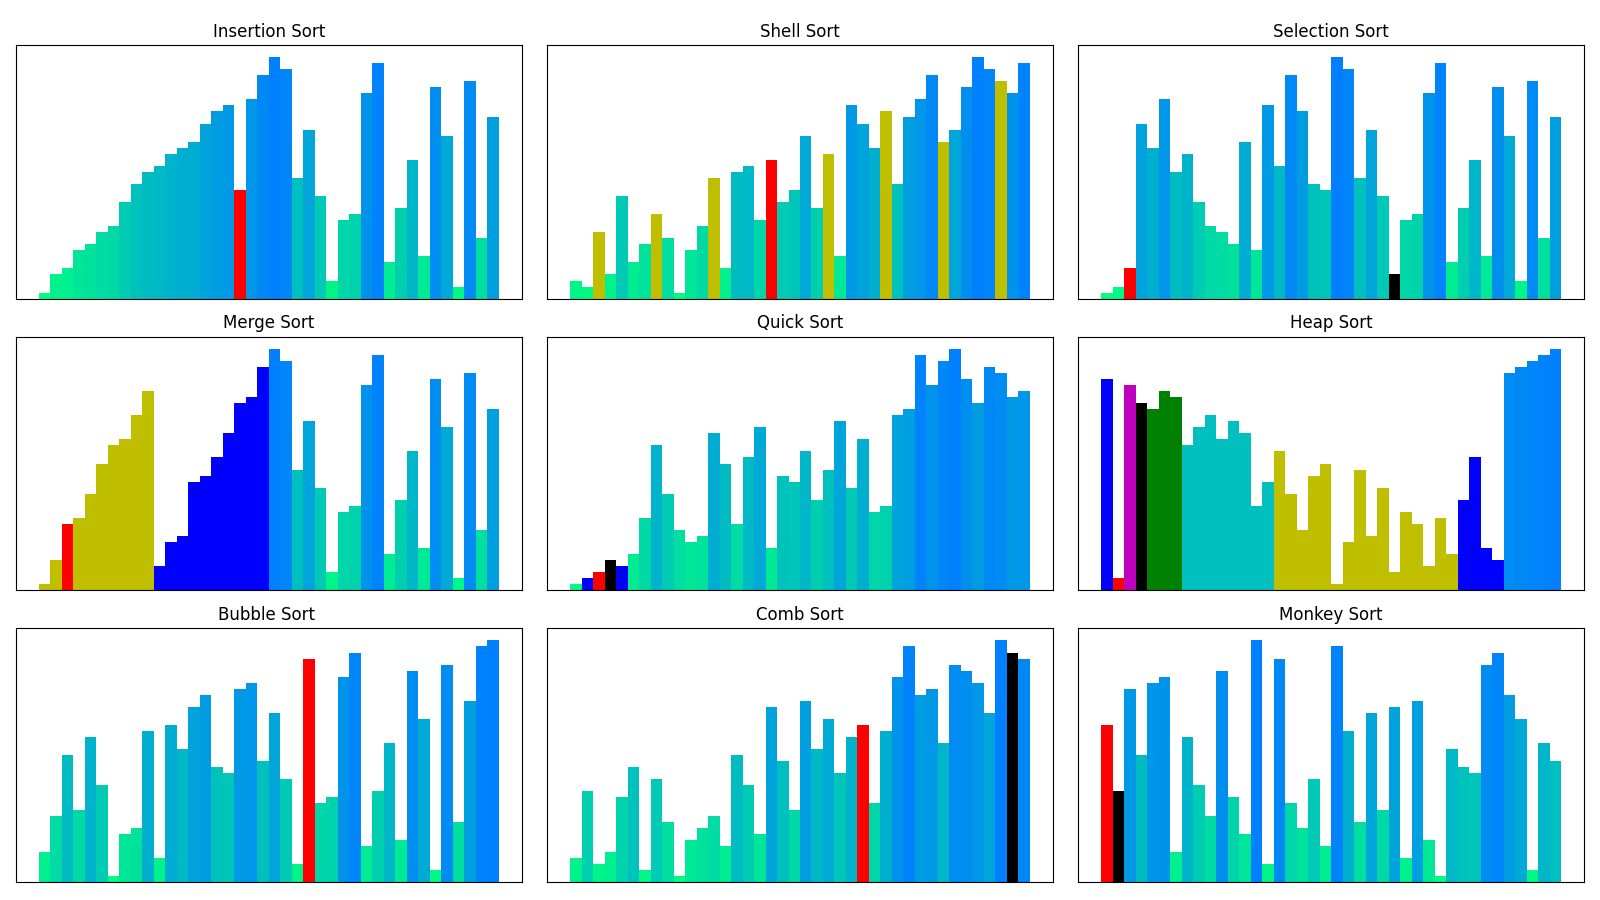 Insertion Sort
Shell Sort
Selection Sort
Merge Sort
Quick Sort
Heap Sort
Bubble Sort
Comb Sort
Monkey Sort